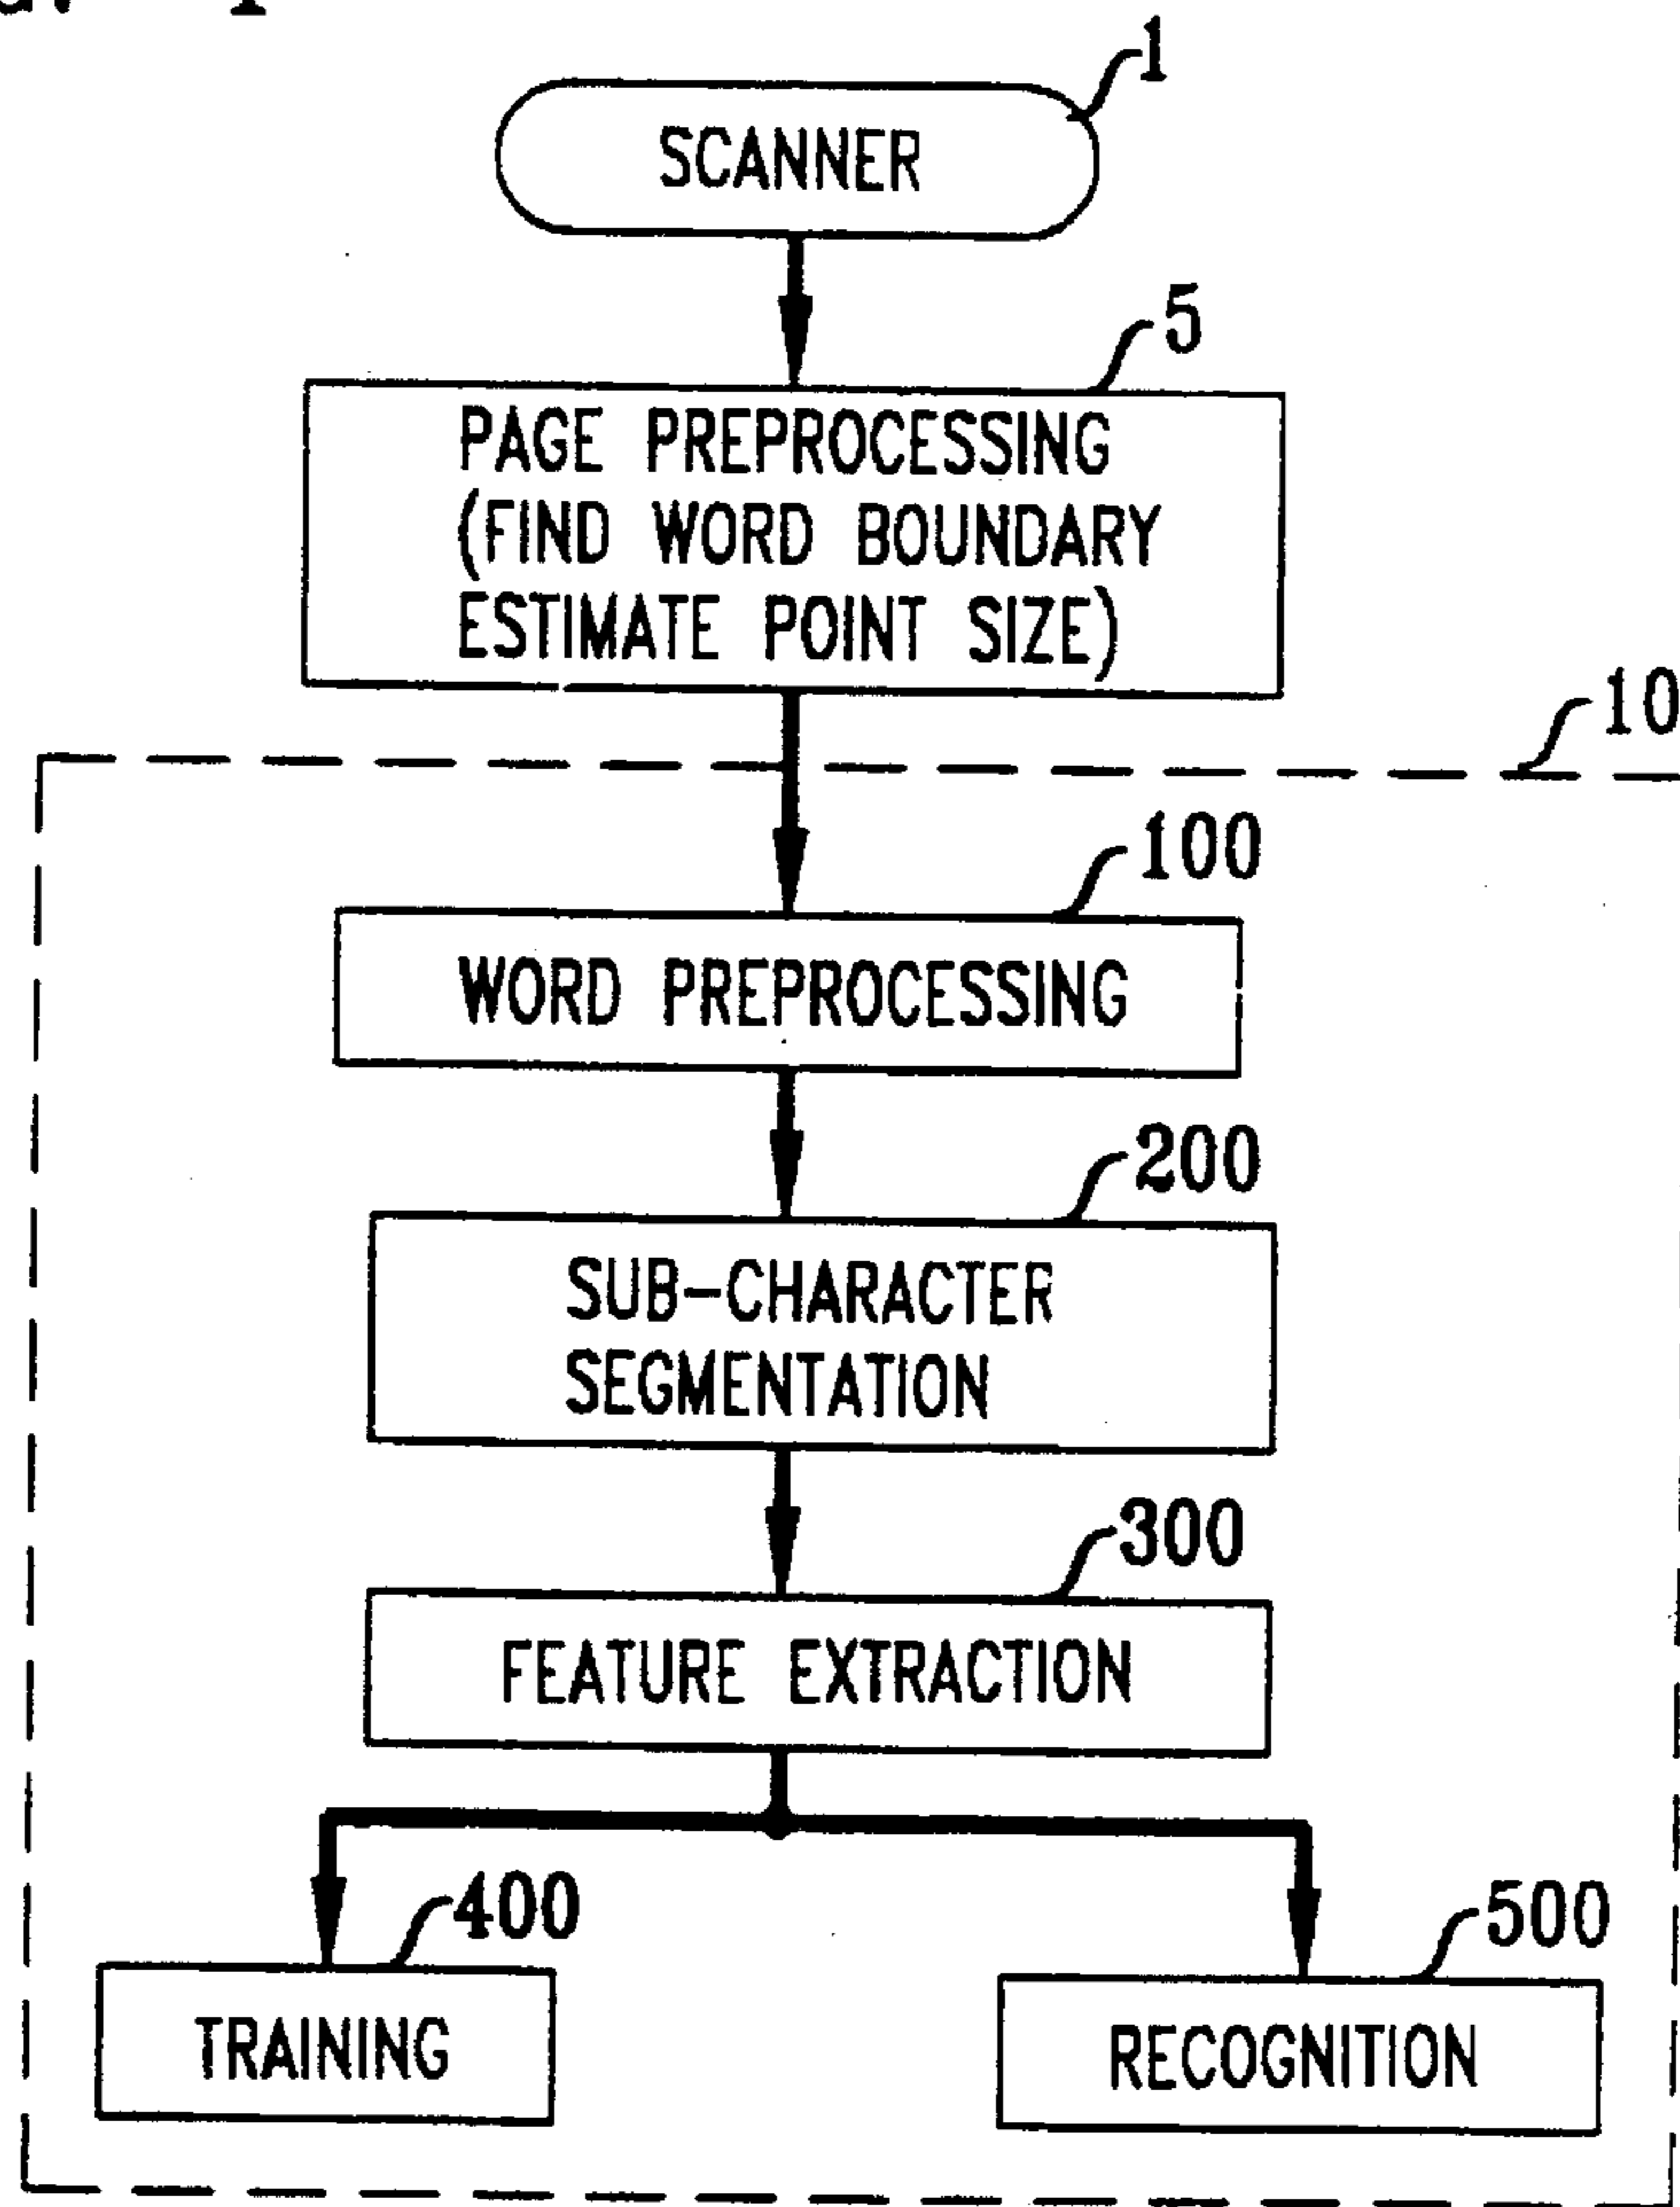 1
SCANNER
5
PAGE PREPROCESSING
(FIND WORD BOUNDARY
ESTIMATE POINT SIZE)
10
100
WORD PREPROCESSING
200
SUB-CHARACTER
SEGMENTATION
300
FEATURE EXTRACTION
400
500
TRAINING
RECOGNITION